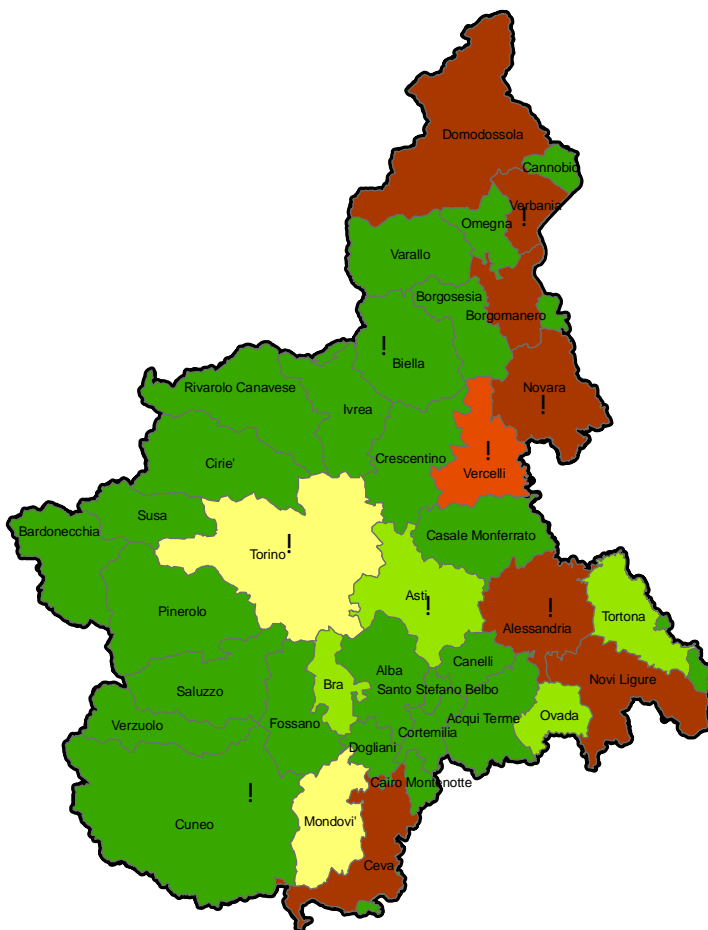 Domodossola
Cannobio
Verbania
!
Omegna
Varallo
Borgosesia
Borgomanero
!
Biella
Rivarolo Canavese
Novara
Ivrea
!
Crescentino
!
Cirie'
Vercelli
Susa
Bardonecchia
Casale Monferrato
!
Torino
Asti
!
!
Pinerolo
Tortona
Alessandria
Canelli
Alba
Novi Ligure
Bra
Saluzzo
Santo Stefano Belbo
Ovada
Acqui Terme
Verzuolo
Fossano
Cortemilia
Dogliani
Cairo Montenotte
!
Mondovi'
Cuneo
Ceva